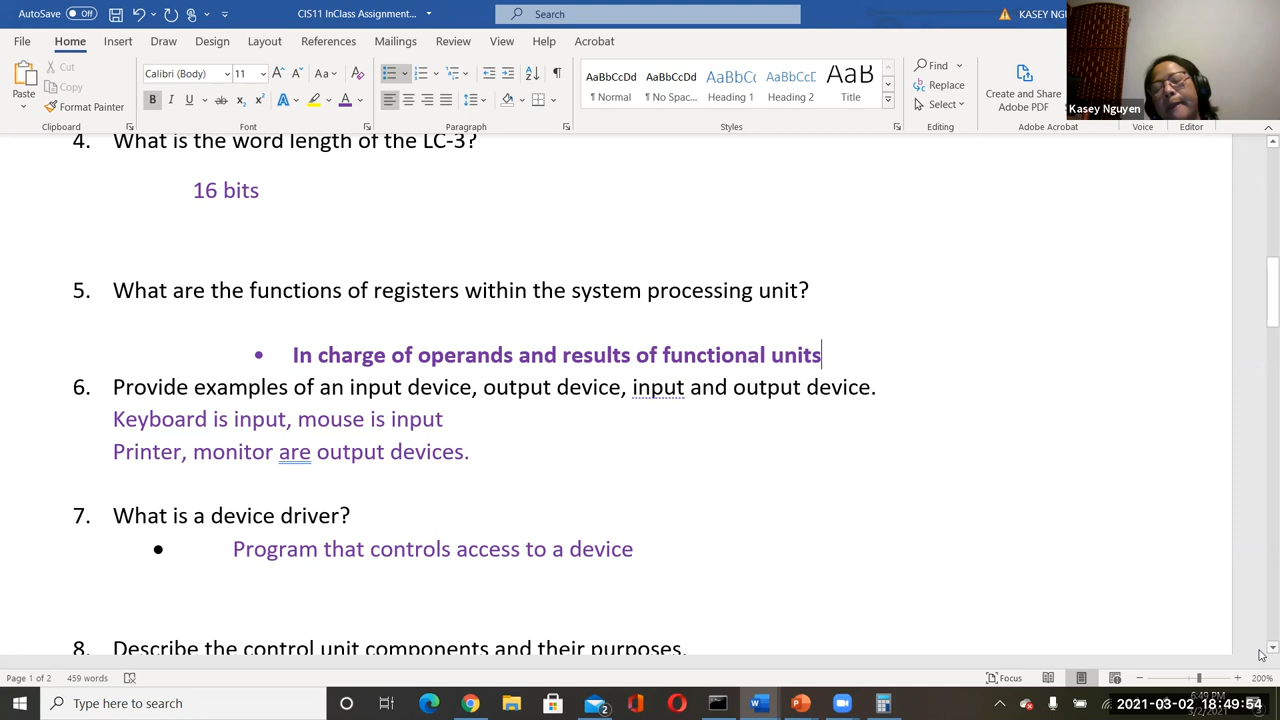 AutoSave Off CIS11 InClass Assignment... Search KASEY NGU
File Home Insert Draw Design Layout References Mailings Review View Help Acrobat
Paste Cut Copy Format Painter Clipboard
Calibri (Body) 11 Font
Paragraph
AaBbCcDd AaBbCcDd AaBbCc AaBbCcD AaB
¶ Normal ¶ No Spac... Heading 1 Heading 2 Title
Styles
Find Replace Select Editing
Create and Share Adobe PDF Adobe Acrobat
Voice Editor
Kasey Nguyen
4. What is the word length of the LC-3?
16 bits
5. What are the functions of registers within the system processing unit?
• In charge of operands and results of functional units
6. Provide examples of an input device, output device, input and output device.
Keyboard is input, mouse is input
Printer, monitor are output devices.
7. What is a device driver?
• Program that controls access to a device
8. Describe the control unit components and their purposes.
Page 1 of 2 459 words Focus 200%
Type here to search
6:49 PM
3/2/2021
2021-03-02 18:49:54